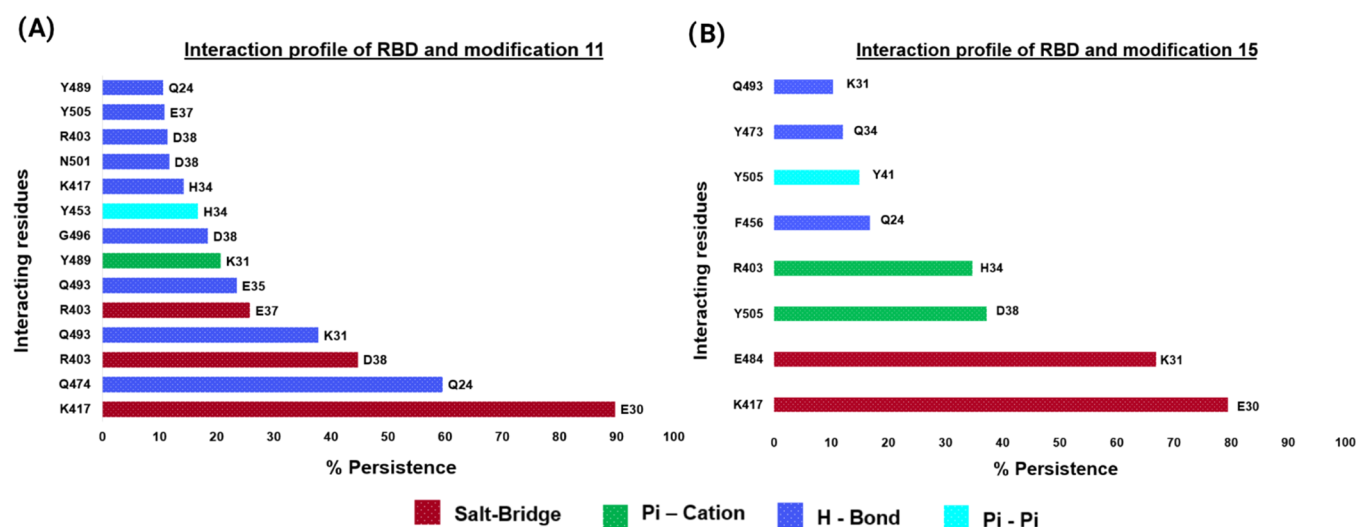 (A)
Interaction profile of RBD and modification 11
Interacting residues
Y489 Q24
Y505 E37
R403 D38
N501 D38
K417 H34
Y453 H34
G496 D38
Y489 K31
Q493 E35
R403 E37
Q493 K31
R403 D38
Q474 Q24
K417 E30
0 10 20 30 40 50 60 70 80 90 100
% Persistence
(B)
Interaction profile of RBD and modification 15
Interacting residues
Q493 K31
Y473 Q34
Y505 Y41
F456 Q24
R403 H34
Y505 D38
E484 K31
K417 E30
0 10 20 30 40 50 60 70 80 90 100
% Persistence
Salt-Bridge Pi – Cation H - Bond Pi - Pi